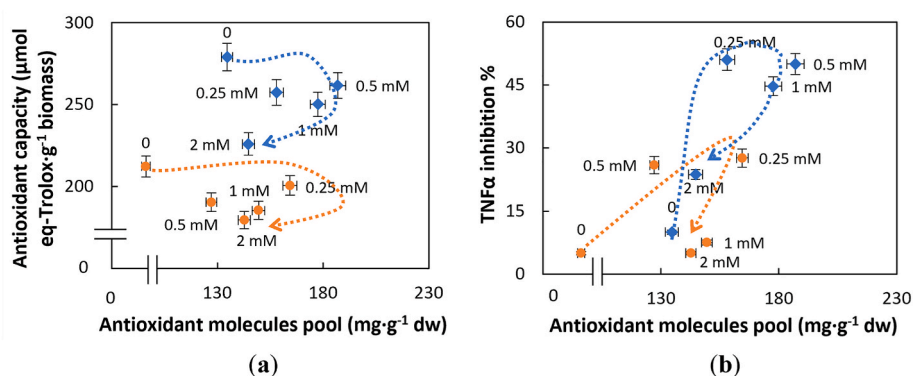 300
250
200
0
Antioxidant capacity (µmol
eq-Trolox·g⁻¹ biomass)
0
0.25 mM
0.5 mM
1 mM
2 mM
0
1 mM
0.25 mM
0.5 mM
2 mM
0
130
180
230
Antioxidant molecules pool (mg·g⁻¹ dw)
(a)
60
45
30
15
0
TNFα inhibition %
0.25 mM
0.5 mM
1 mM
0.5 mM
0.25 mM
2 mM
0
0
1 mM
2 mM
0
130
180
230
Antioxidant molecules pool (mg·g⁻¹ dw)
(b)